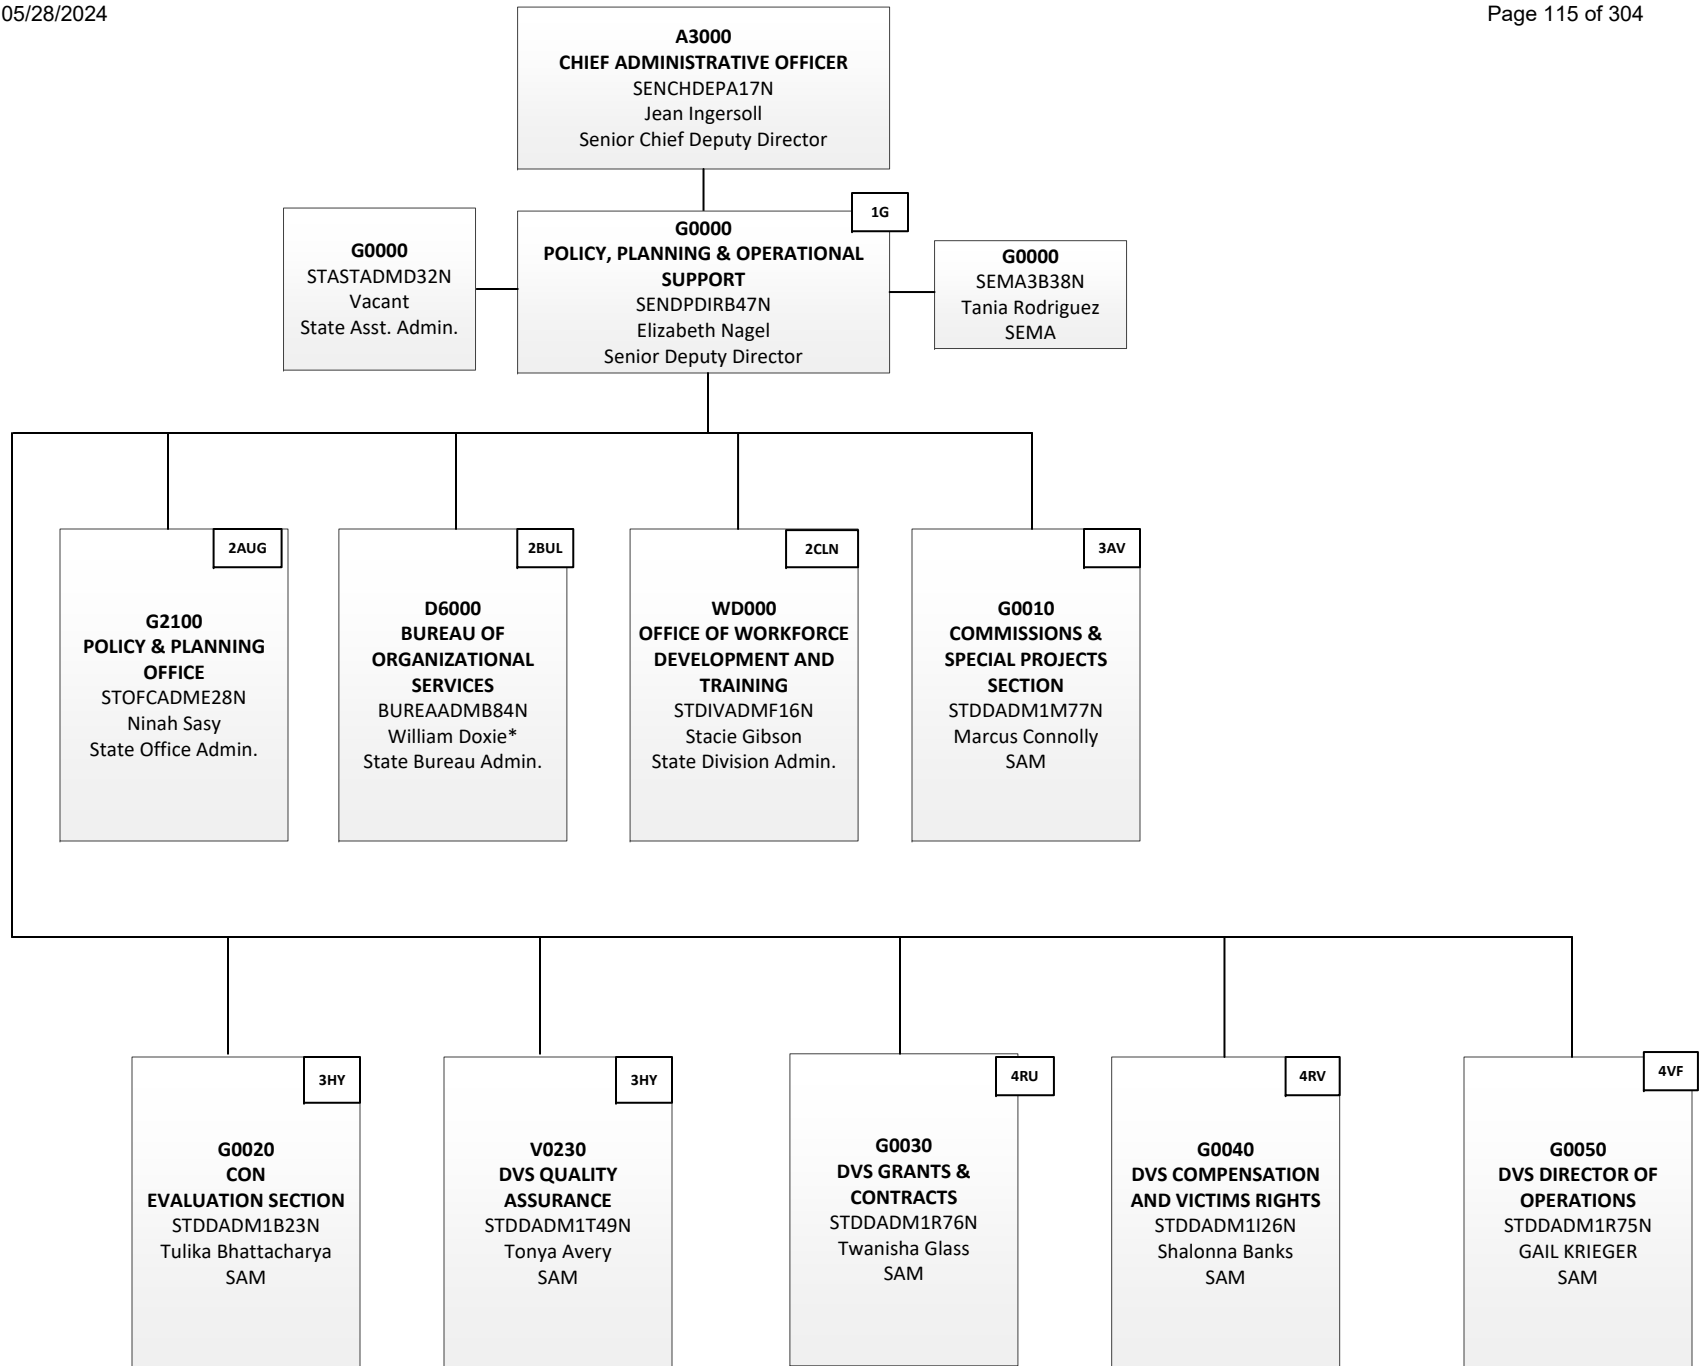 05/28/2024
Page 115 of 304
A3000
CHIEF ADMINISTRATIVE OFFICER
SENCHDEPA17N
Jean Ingersoll
Senior Chief Deputy Director
G0000
STASTADMD32N
Vacant
State Asst. Admin.
1G
G0000
POLICY, PLANNING & OPERATIONAL
SUPPORT
SENDPDIRB47N
Elizabeth Nagel
Senior Deputy Director
G0000
SEMA3B38N
Tania Rodriguez
SEMA
2AUG
G2100
POLICY & PLANNING
OFFICE
STOFCADME28N
Ninah Sasy
State Office Admin.
2BUL
D6000
BUREAU OF
ORGANIZATIONAL
SERVICES
BUREAADMB84N
William Doxie*
State Bureau Admin.
2CLN
WD000
OFFICE OF WORKFORCE
DEVELOPMENT AND
TRAINING
STDIVADMF16N
Stacie Gibson
State Division Admin.
3AV
G0010
COMMISSIONS &
SPECIAL PROJECTS
SECTION
STDDADM1M77N
Marcus Connolly
SAM
3HY
G0020
CON
EVALUATION SECTION
STDDADM1B23N
Tulika Bhattacharya
SAM
3HY
V0230
DVS QUALITY
ASSURANCE
STDDADM1T49N
Tonya Avery
SAM
4RU
G0030
DVS GRANTS &
CONTRACTS
STDDADM1R76N
Twanisha Glass
SAM
4RV
G0040
DVS COMPENSATION
AND VICTIMS RIGHTS
STDDADM1I26N
Shalonna Banks
SAM
4VF
G0050
DVS DIRECTOR OF
OPERATIONS
STDDADM1R75N
GAIL KRIEGER
SAM